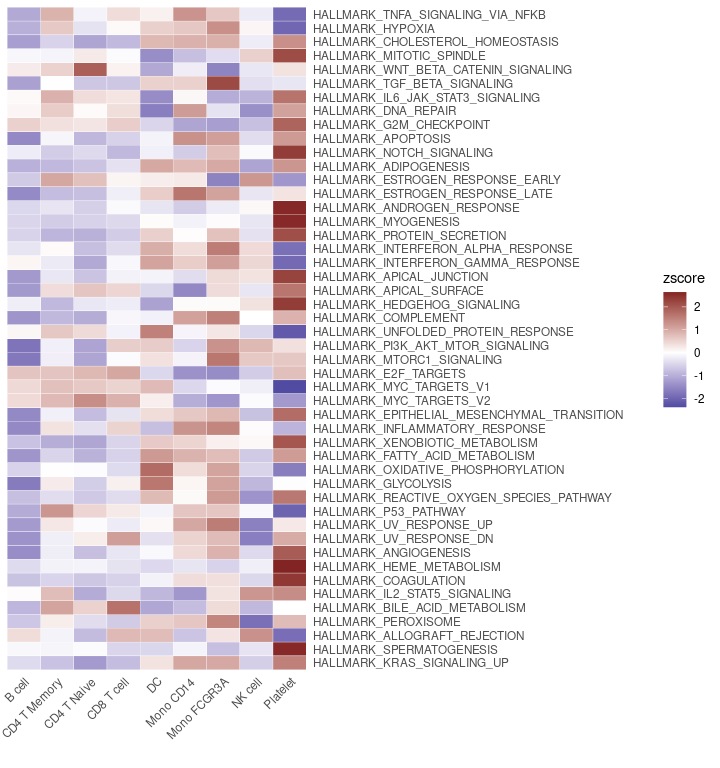 HALLMARK_TNFA_SIGNALING_VIA_NFKB
HALLMARK_HYPOXIA
HALLMARK_CHOLESTEROL_HOMEOSTASIS
HALLMARK_MITOTIC_SPINDLE
HALLMARK_WNT_BETA_CATENIN_SIGNALING
HALLMARK_TGF_BETA_SIGNALING
HALLMARK_IL6_JAK_STAT3_SIGNALING
HALLMARK_DNA_REPAIR
HALLMARK_G2M_CHECKPOINT
HALLMARK_APOPTOSIS
HALLMARK_NOTCH_SIGNALING
HALLMARK_ADIPOGENESIS
HALLMARK_ESTROGEN_RESPONSE_EARLY
HALLMARK_ESTROGEN_RESPONSE_LATE
HALLMARK_ANDROGEN_RESPONSE
HALLMARK_MYOGENESIS
HALLMARK_PROTEIN_SECRETION
HALLMARK_INTERFERON_ALPHA_RESPONSE
HALLMARK_INTERFERON_GAMMA_RESPONSE
HALLMARK_APICAL_JUNCTION
HALLMARK_APICAL_SURFACE
HALLMARK_HEDGEHOG_SIGNALING
HALLMARK_COMPLEMENT
HALLMARK_UNFOLDED_PROTEIN_RESPONSE
HALLMARK_PI3K_AKT_MTOR_SIGNALING
HALLMARK_MTORC1_SIGNALING
HALLMARK_E2F_TARGETS
HALLMARK_MYC_TARGETS_V1
HALLMARK_MYC_TARGETS_V2
HALLMARK_EPITHELIAL_MESENCHYMAL_TRANSITION
HALLMARK_INFLAMMATORY_RESPONSE
HALLMARK_XENOBIOTIC_METABOLISM
HALLMARK_FATTY_ACID_METABOLISM
HALLMARK_OXIDATIVE_PHOSPHORYLATION
HALLMARK_GLYCOLYSIS
HALLMARK_REACTIVE_OXYGEN_SPECIES_PATHWAY
HALLMARK_P53_PATHWAY
HALLMARK_UV_RESPONSE_UP
HALLMARK_UV_RESPONSE_DN
HALLMARK_ANGIOGENESIS
HALLMARK_HEME_METABOLISM
HALLMARK_COAGULATION
HALLMARK_IL2_STAT5_SIGNALING
HALLMARK_BILE_ACID_METABOLISM
HALLMARK_PEROXISOME
HALLMARK_ALLOGRAFT_REJECTION
HALLMARK_SPERMATOGENESIS
HALLMARK_KRAS_SIGNALING_UP
B cell
CD4 T Memory
CD4 T Naive
CD8 T cell
DC
Mono CD14
Mono FCGR3A
NK cell
Platelet
zscore
2
1
0
-1
-2